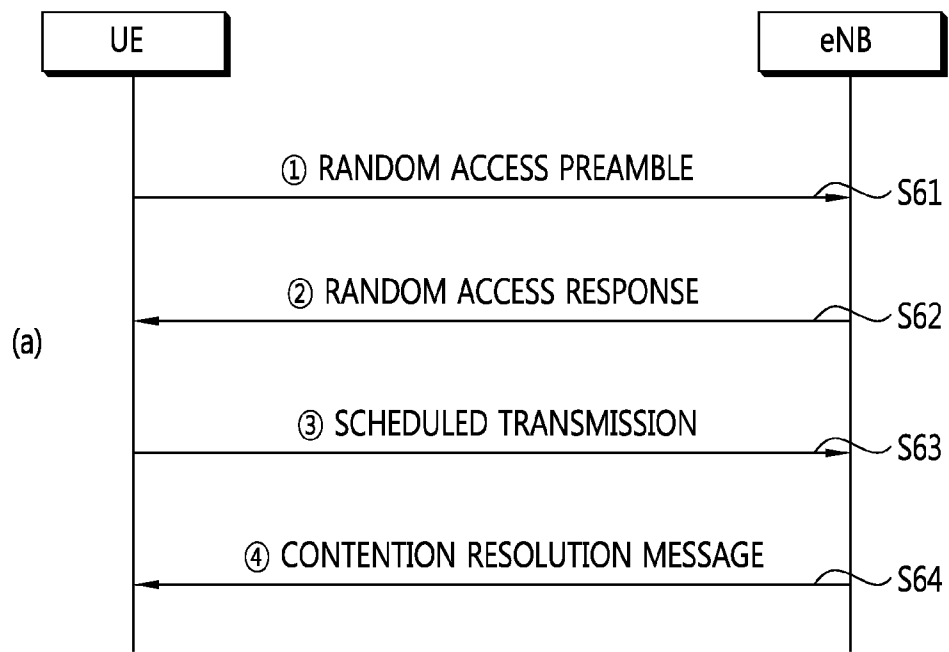 UE eNB
① RANDOM ACCESS PREAMBLE
S61
② RANDOM ACCESS RESPONSE
S62
(a)
③ SCHEDULED TRANSMISSION
S63
④ CONTENTION RESOLUTION MESSAGE
S64